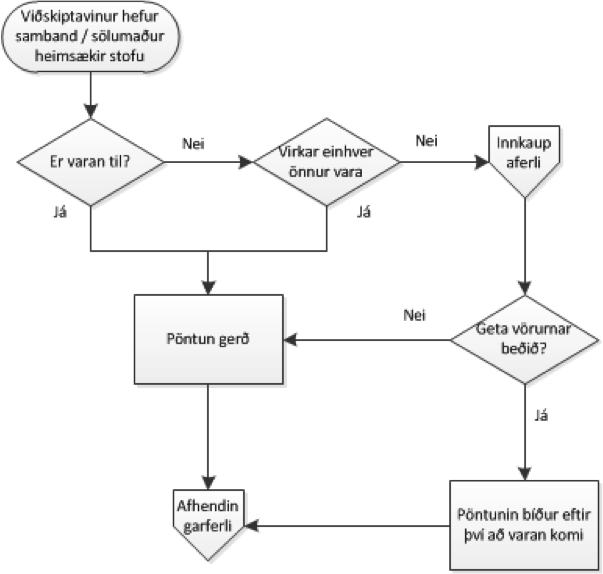 Viðskiptavinur hefur
samband / sölumaður
heimsækir stofu
Er varan til?
Nei
Virkar einhver
önnur vara
Nei
Innkaup
aferli
Já
Já
Pöntun gerð
Nei
Geta vörurnar
beðið?
Já
Afhendin
garferli
Pöntunin bíður eftir
því að varan komi